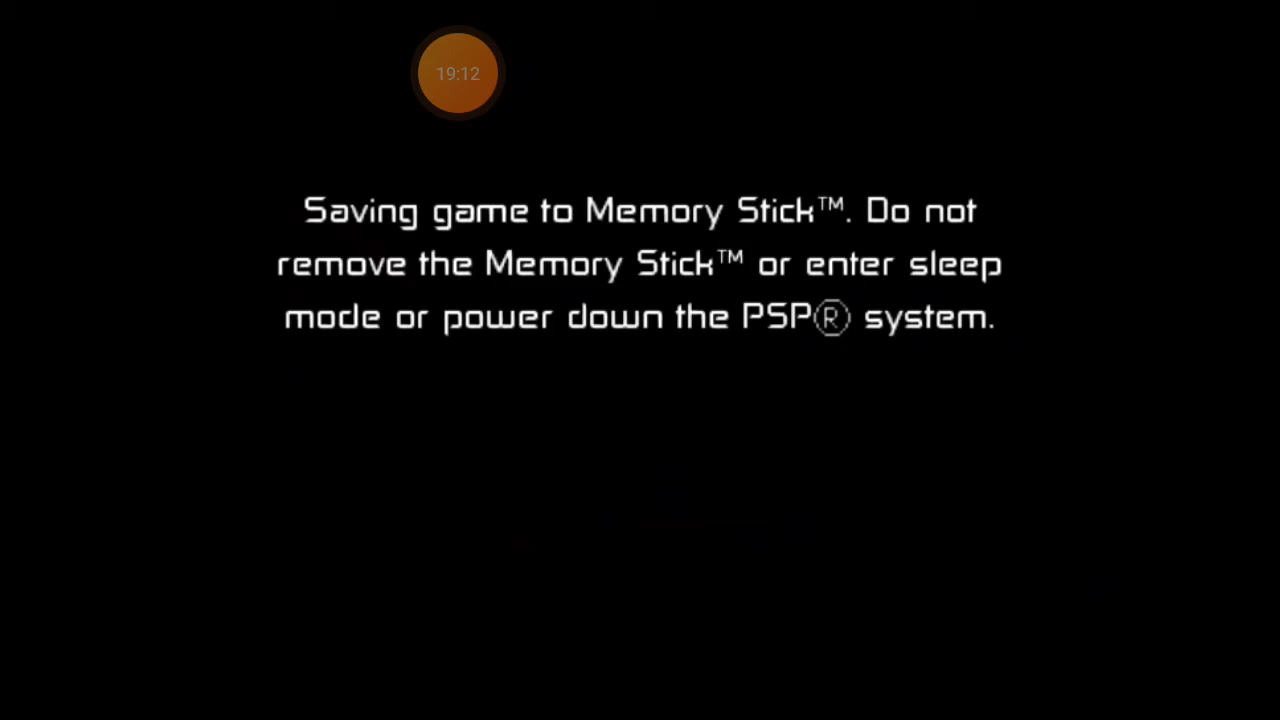 19:12
Saving game to Memory Stick™. Do not
remove the Memory Stick™ or enter sleep
mode or power down the PSP® system.